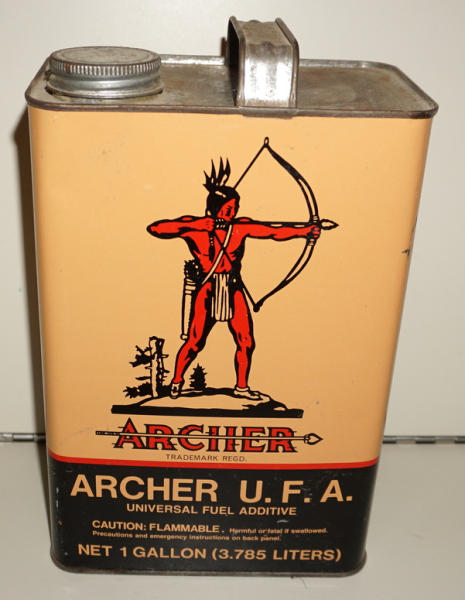 ARCHER
TRADEMARK REGD.
ARCHER U.F.A.
UNIVERSAL FUEL ADDITIVE
CAUTION: FLAMMABLE. Harmful or fatal if swallowed.
Precautions and emergency instructions on back panel.
NET 1 GALLON (3.785 LITERS)